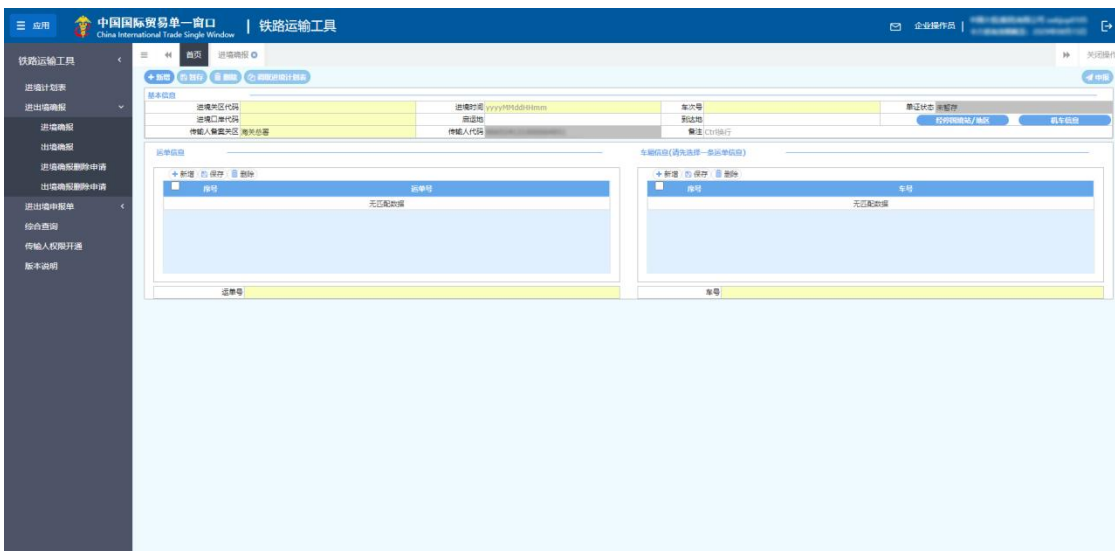 应用
中国国际贸易单一窗口
China International Trade Single Window
铁路运输工具
企业操作员
铁路运输工具
首页 进境确报
关闭操作
进境计划表
进出境确报
进境确报
出境确报
进境确报删除申请
出境确报删除申请
进出境申报单
综合查询
传输人权限开通
版本说明
新增 暂存 删除 调取进境计划表 申报
基本信息
进境关区代码 进境时间 yyyyMMddHHmm 车次号 单证状态 未暂存
进境口岸代码 启运地 到达地 经停国境站/地区 机车信息
传输人备案关区 海关总署 传输人代码 备注 Ctrl换行
运单信息 车辆信息(请先选择一条运单信息)
新增 保存 删除 新增 保存 删除
序号 运单号 序号 车号
无匹配数据 无匹配数据
运单号 车号